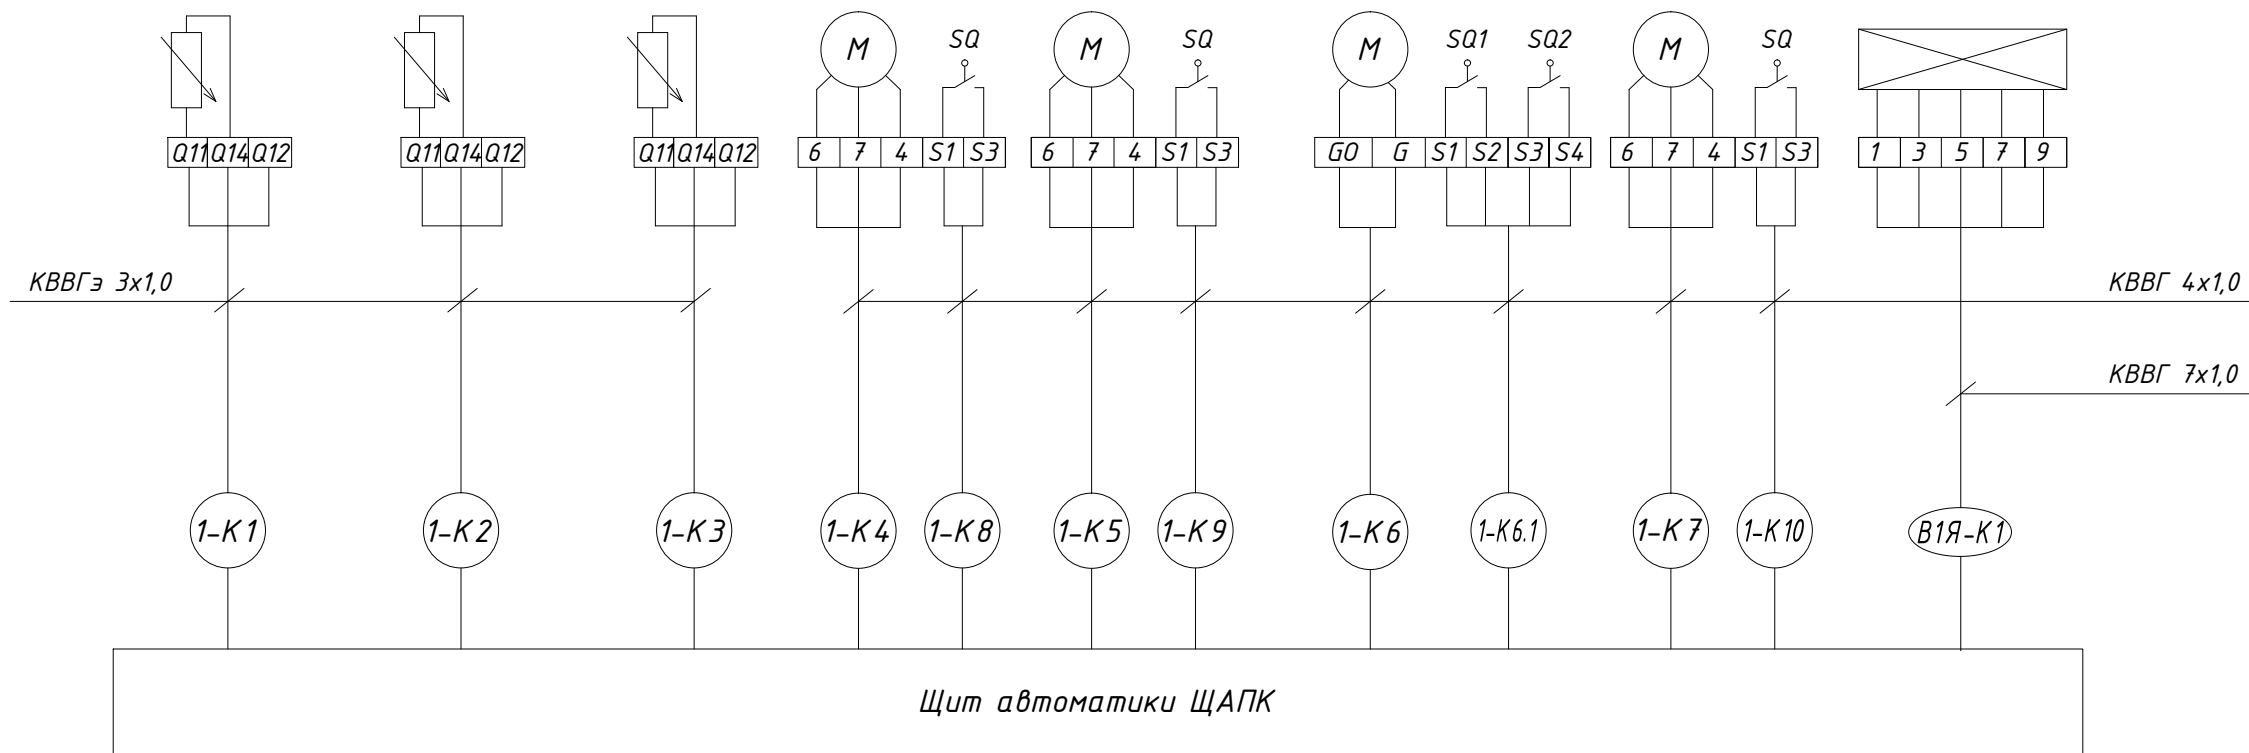 M SQ M SQ M SQ1 SQ2 M SQ
Q11 Q14 Q12 Q11 Q14 Q12 Q11 Q14 Q12 6 7 4 S1 S3 6 7 4 S1 S3 G0 G S1 S2 S3 S4 6 7 4 S1 S3 1 3 5 7 9
КВВГэ 3х1,0 КВВГ 4х1,0
КВВГ 7х1,0
1-К1 1-К2 1-К3 1-К4 1-К8 1-К5 1-К9 1-К6 1-К6.1 1-К7 1-К10 В1Я-К1
Щит автоматики ЩАПК